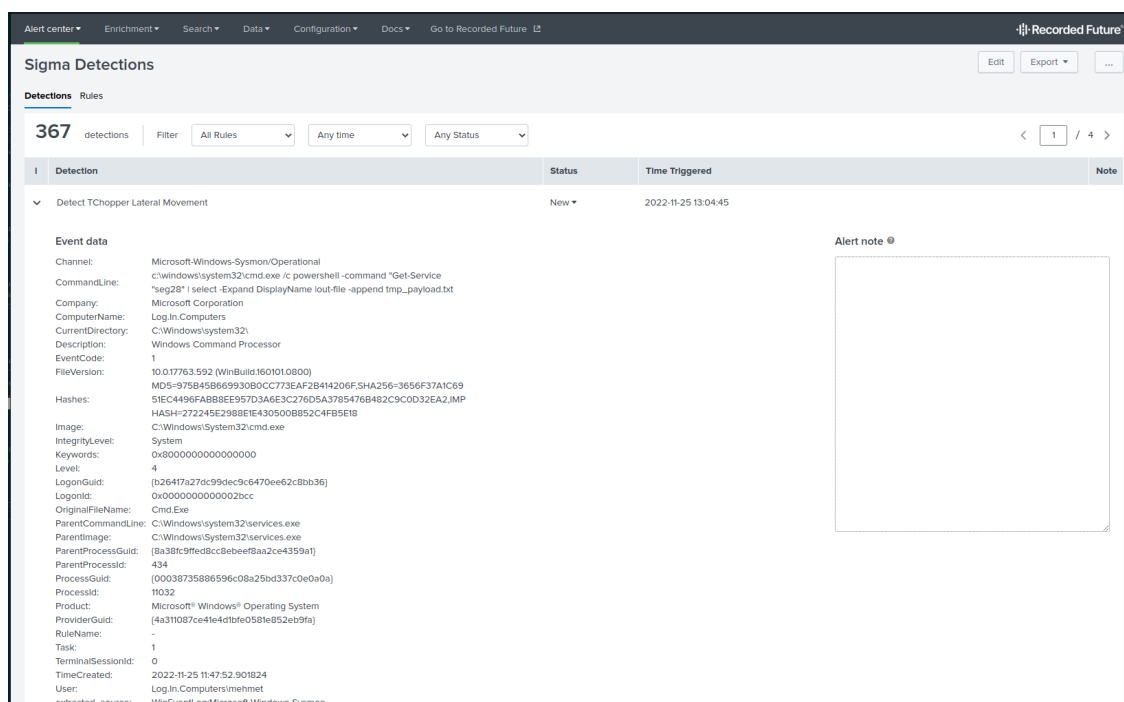 Alert center Enrichment Search Data Configuration Docs Go to Recorded Future Recorded Future®
Sigma Detections Edit Export ...
Detections Rules
367 detections Filter All Rules Any time Any Status 1 / 4
i Detection Status Time Triggered Note
Detect TChopper Lateral Movement New 2022-11-25 13:04:45
Event data Alert note
Channel: Microsoft-Windows-Sysmon/Operational
CommandLine: c:\windows\system32\cmd.exe /c powershell -command "Get-Service
"seg28" | select -Expand DisplayName |out-file -append tmp_payload.txt
Company: Microsoft Corporation
ComputerName: Log.In.Computers
CurrentDirectory: C:\Windows\system32\
Description: Windows Command Processor
EventCode: 1
FileVersion: 10.0.17763.592 (WinBuild.160101.0800)
Hashes: MD5=975B45B669930B0CC773EAF2B414206F,SHA256=3656F37A1C69
51EC4496FABB8EE957D3A6E3C276D5A3785476B482C9C0D32EA2,IMP
HASH=272245E2988E1E430500B852C4FB5E18
Image: C:\Windows\System32\cmd.exe
IntegrityLevel: System
Keywords: 0x8000000000000000
Level: 4
LogonGuid: {b26417a27dc99dec9c6470ee62c8bb36}
LogonId: 0x0000000000002bcc
OriginalFileName: Cmd.Exe
ParentCommandLine: C:\Windows\system32\services.exe
ParentImage: C:\Windows\System32\services.exe
ParentProcessGuid: {8a38fc9ffed8cc8ebeef8aa2ce4359a1}
ParentProcessId: 434
ProcessGuid: {00038735886596c08a25bd337c0e0a0a}
ProcessId: 11032
Product: Microsoft® Windows® Operating System
ProviderGuid: {4a311087ce41e4d1bfe0581e852eb9fa}
RuleName: -
Task: 1
TerminalSessionId: 0
TimeCreated: 2022-11-25 11:47:52.901824
User: Log.In.Computers\mehmet
extracted_source: WinEventLog:Microsoft-Windows-Sysmon